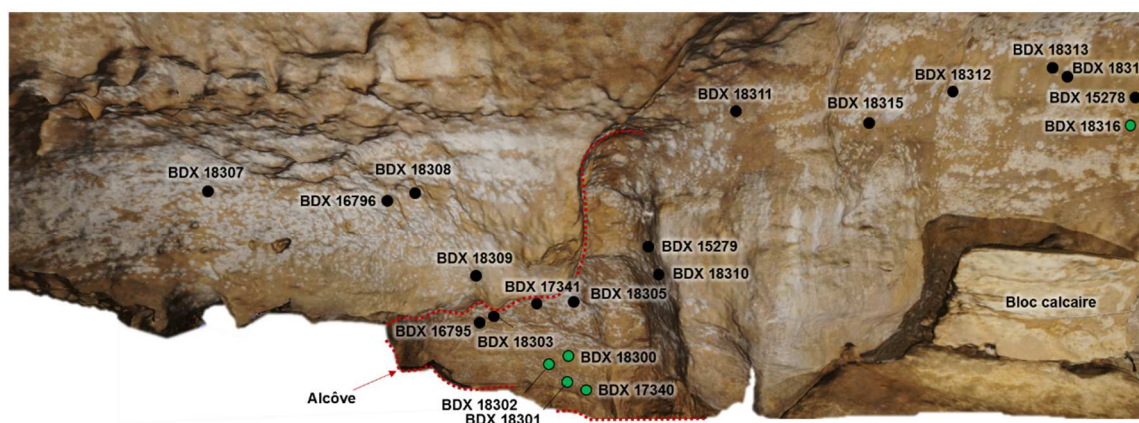 BDX 18313
BDX 1831
BDX 18312
BDX 15278
BDX 18311
BDX 18315
BDX 18316
BDX 18307
BDX 18308
BDX 16796
BDX 15279
BDX 18309
BDX 18310
BDX 17341
BDX 18305
Bloc calcaire
BDX 16795
BDX 18303
BDX 18300
BDX 17340
Alcôve
BDX 18302
BDX 18301